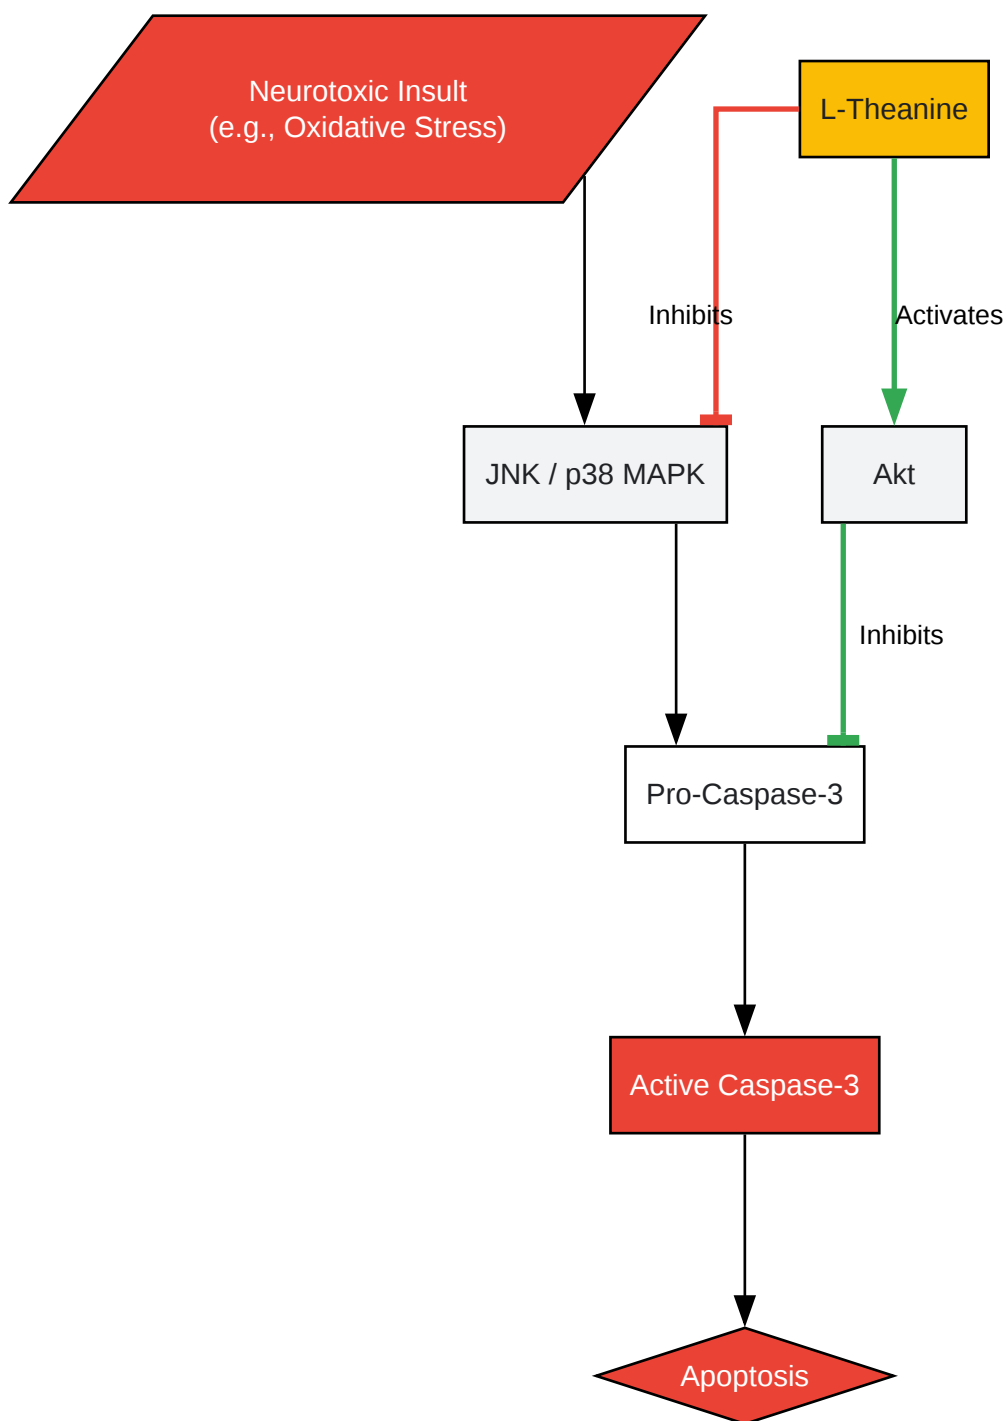 Neurotoxic Insult
(e.g., Oxidative Stress)
L-Theanine
Inhibits
Activates
JNK / p38 MAPK
Akt
Inhibits
Pro-Caspase-3
Active Caspase-3
Apoptosis